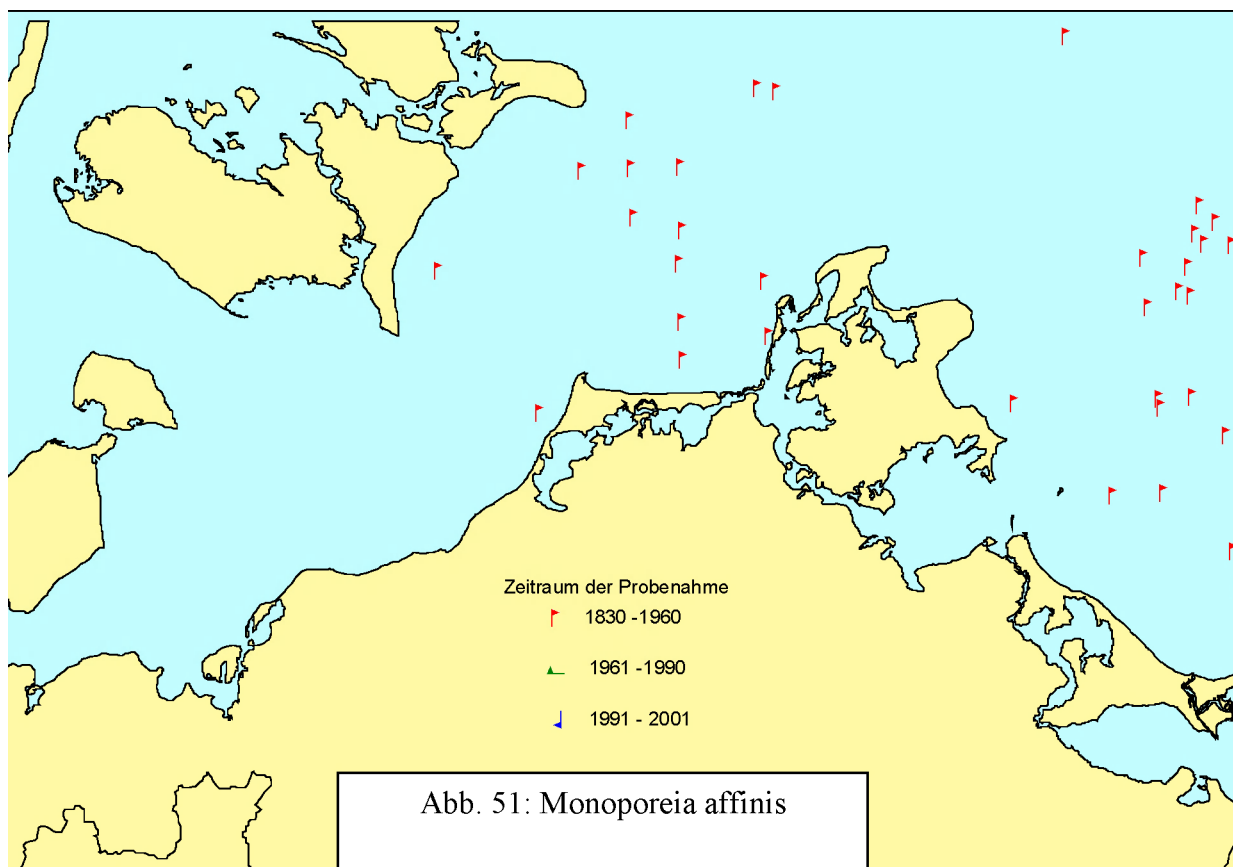 Zeitraum der Probenahme
1830 -1960
1961 -1990
1991 - 2001
Abb. 51: Monoporeia affinis